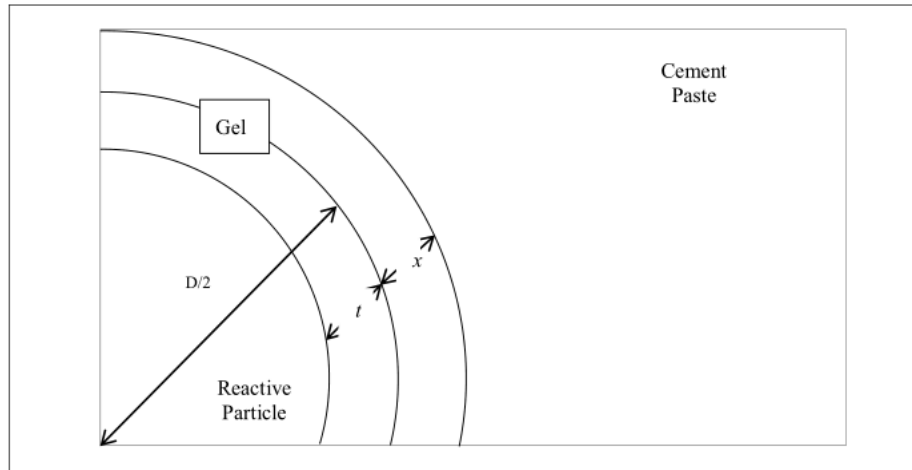 Cement
Paste
Gel
D/2
x
t
Reactive
Particle